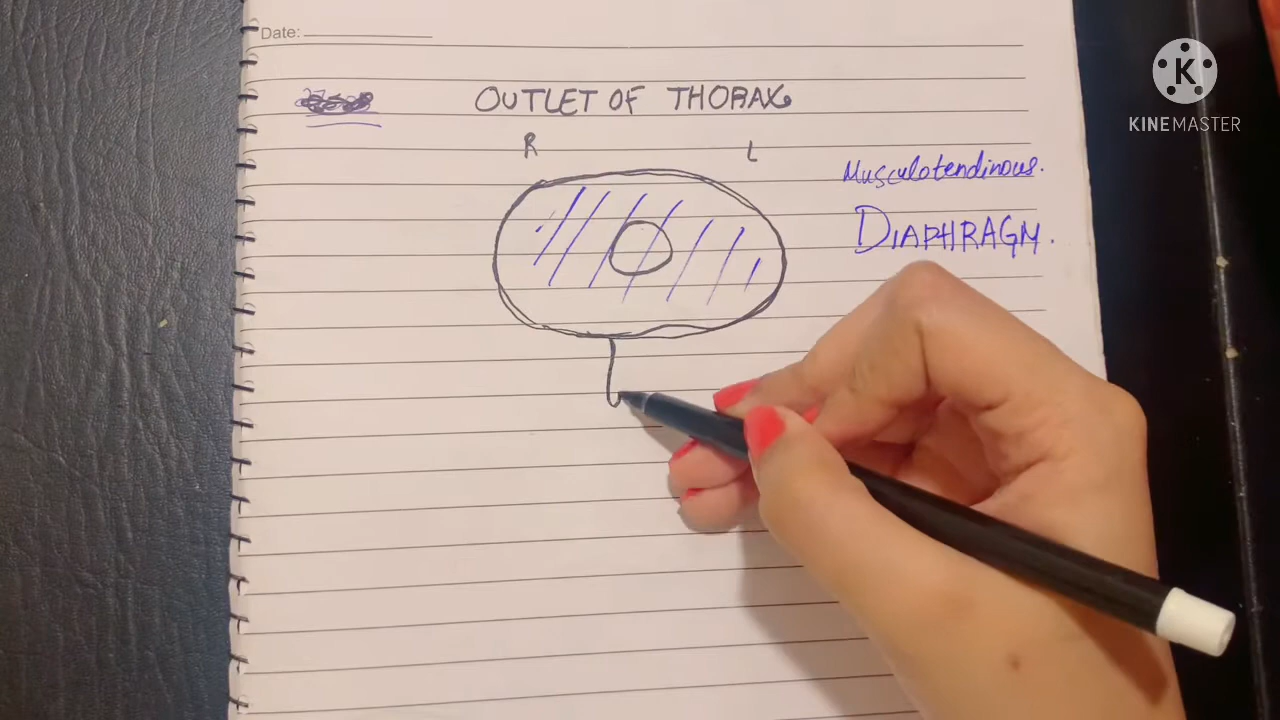 Date:
OUTLET OF THORAX
R L
Musculotendinous.
DIAPHRAGM.
K
KINEMASTER